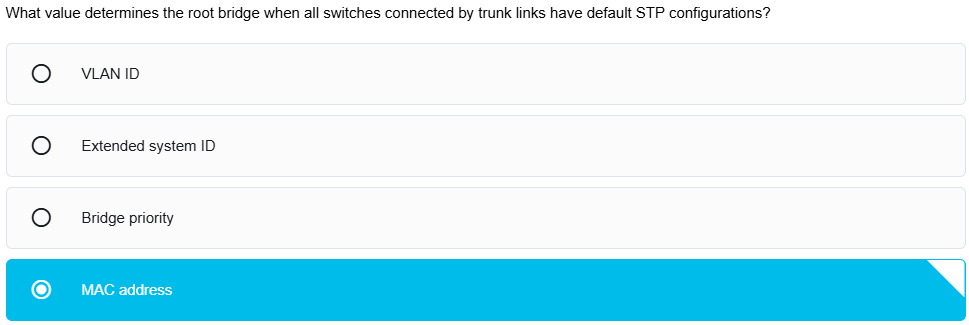 What value determines the root bridge when all switches connected by trunk links have default STP configurations?
VLAN ID
Extended system ID
Bridge priority
MAC address